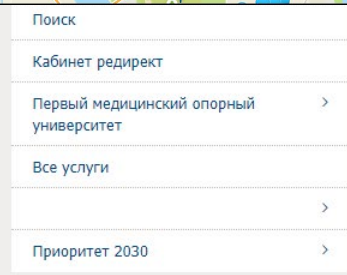 Поиск
Кабинет редирект
Первый медицинский опорный
университет
Все услуги
Приоритет 2030